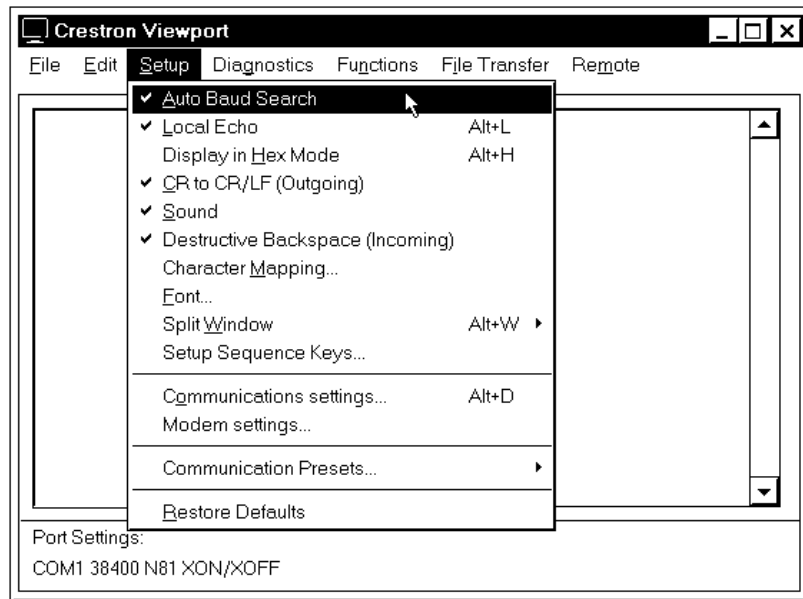 Crestron Viewport
File Edit Setup Diagnostics Functions File Transfer Remote
✔ Auto Baud Search
✔ Local Echo Alt+L
Display in Hex Mode Alt+H
✔ CR to CR/LF (Outgoing)
✔ Sound
✔ Destructive Backspace (Incoming)
Character Mapping...
Font...
Split Window Alt+W
Setup Sequence Keys...
Communications settings... Alt+D
Modem settings...
Communication Presets...
Restore Defaults
Port Settings:
COM1 38400 N81 XON/XOFF